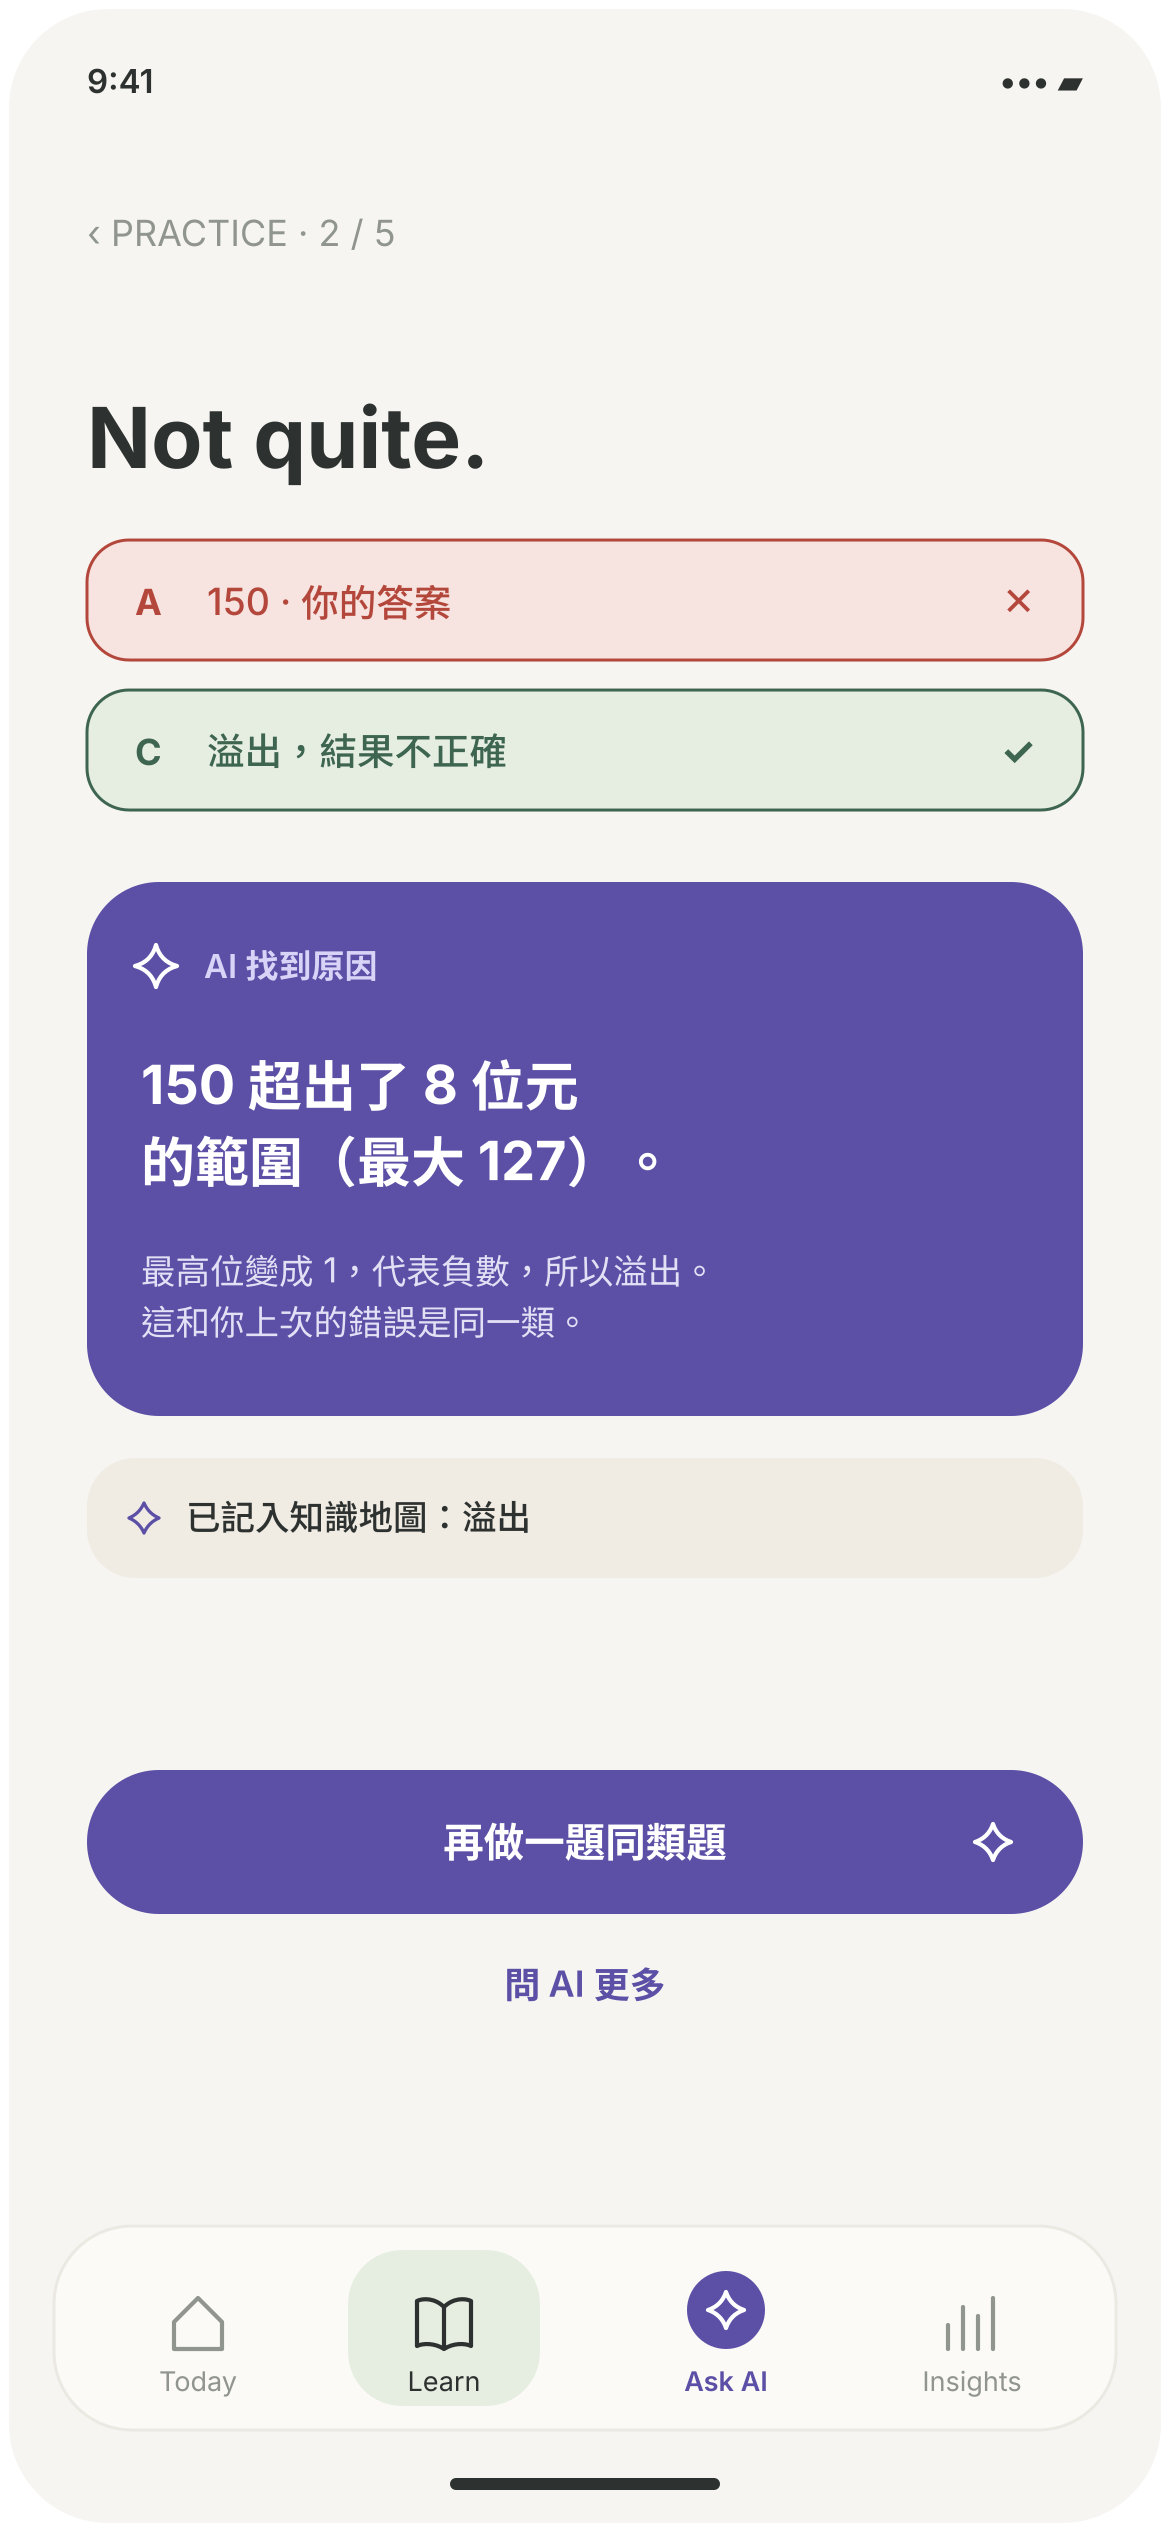 9:41
‹ PRACTICE · 2 / 5
Not quite.
A 150 · 你的答案 ✕
C 溢出，結果不正確 ✓
AI 找到原因
150 超出了 8 位元
的範圍（最大 127）。
最高位變成 1，代表負數，所以溢出。
這和你上次的錯誤是同一類。
已記入知識地圖：溢出
再做一題同類題
問 AI 更多
Today Learn Ask AI Insights